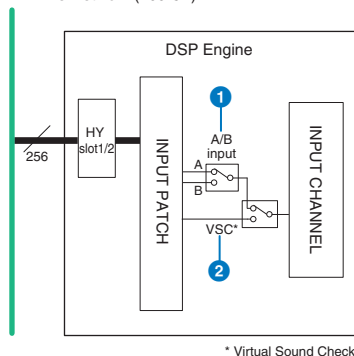 DSP Engine
1
A/B
input
HY
slot1/2
256
INPUT PATCH
A
B
VSC*
2
INPUT CHANNEL
* Virtual Sound Check